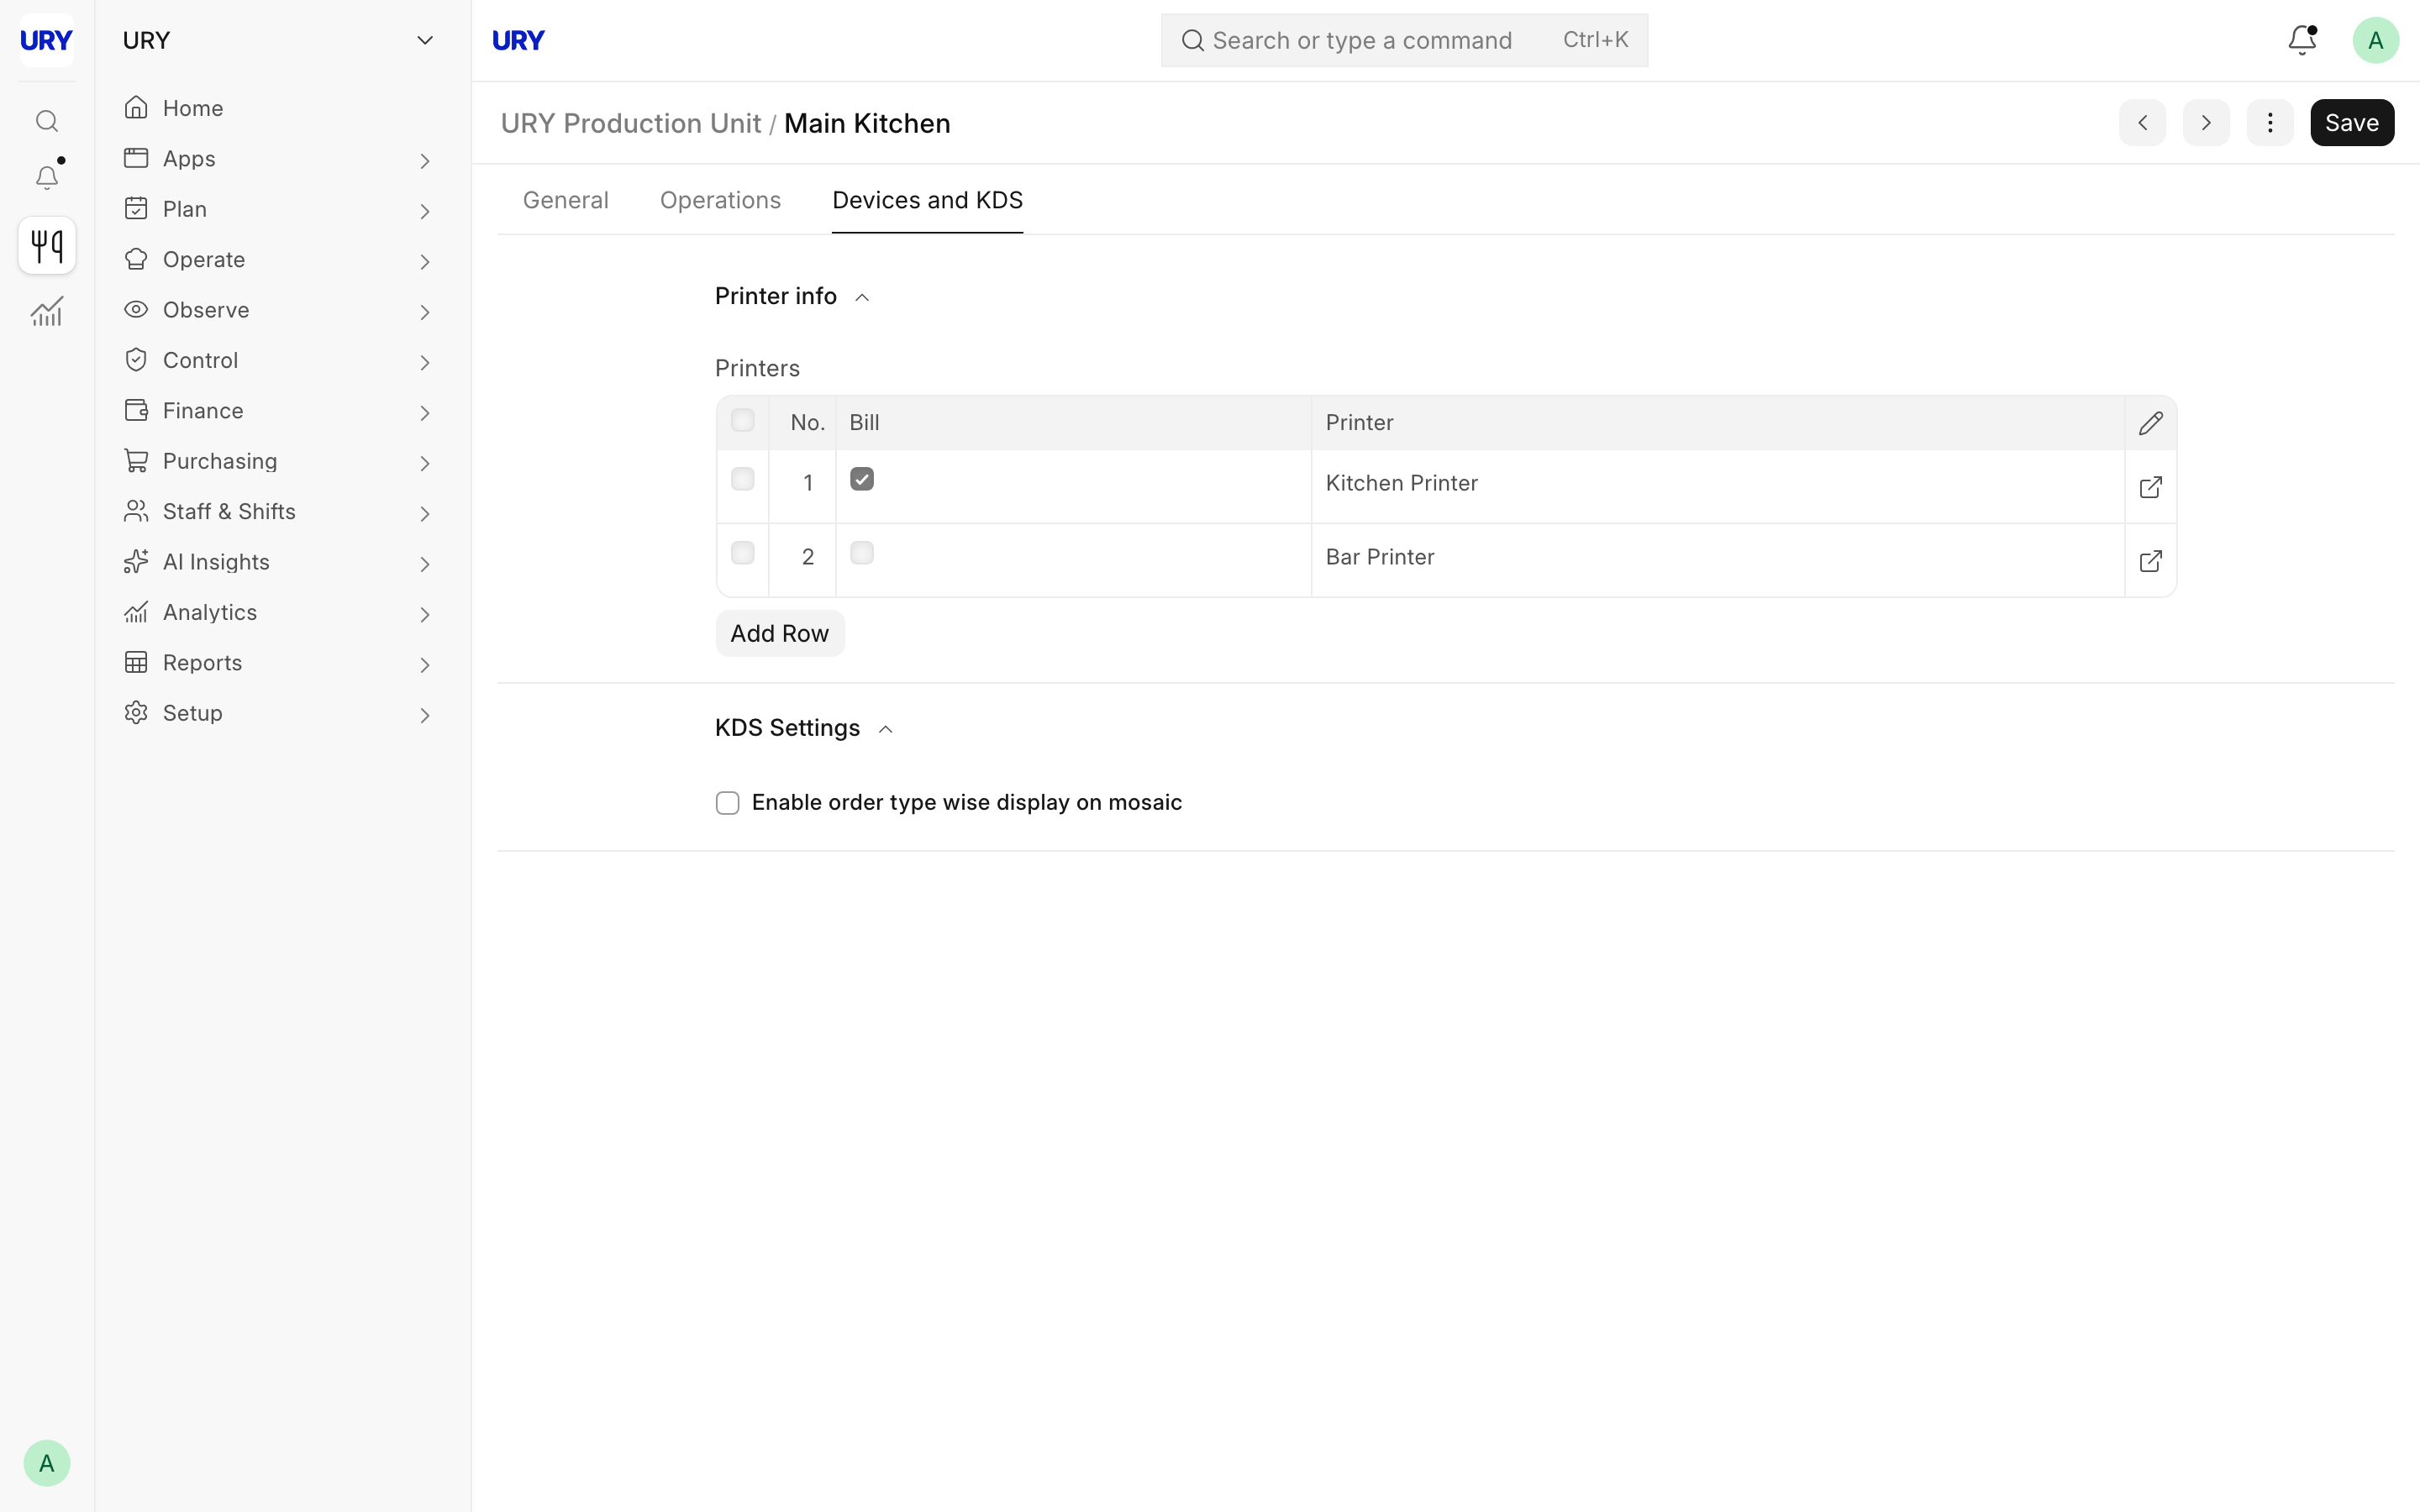 URY
URY
URY
Search or type a command
Ctrl+K
A
Home
Apps
Plan
Operate
Observe
Control
Finance
Purchasing
Staff & Shifts
AI Insights
Analytics
Reports
Setup
A
URY Production Unit / Main Kitchen
Save
General
Operations
Devices and KDS
Printer info
Printers
No.
Bill
Printer
1
Kitchen Printer
2
Bar Printer
Add Row
KDS Settings
Enable order type wise display on mosaic